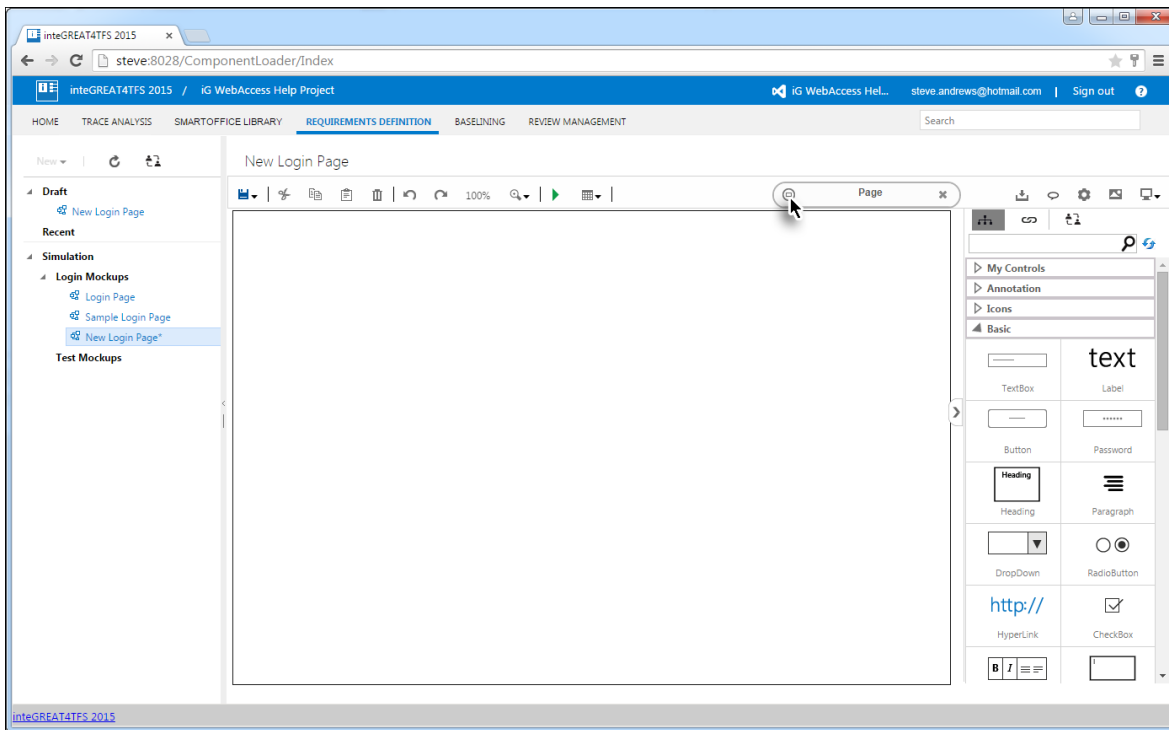 inteGREAT4TFS 2015
steve:8028/ComponentLoader/Index
inteGREAT4TFS 2015 / iG WebAccess Help Project
iG WebAccess Hel... steve.andrews@hotmail.com | Sign out ?
HOME TRACE ANALYSIS SMARTOFFICE LIBRARY REQUIREMENTS DEFINITION BASELINING REVIEW MANAGEMENT Search
New
New Login Page
Draft
New Login Page
Recent
Simulation
Login Mockups
Login Page
Sample Login Page
New Login Page*
Test Mockups
100%
Page
My Controls
Annotation
Icons
Basic
text
TextBox Label
Button Password
Heading
Heading Paragraph
DropDown RadioButton
http://
HyperLink CheckBox
B I
inteGREAT4TFS 2015